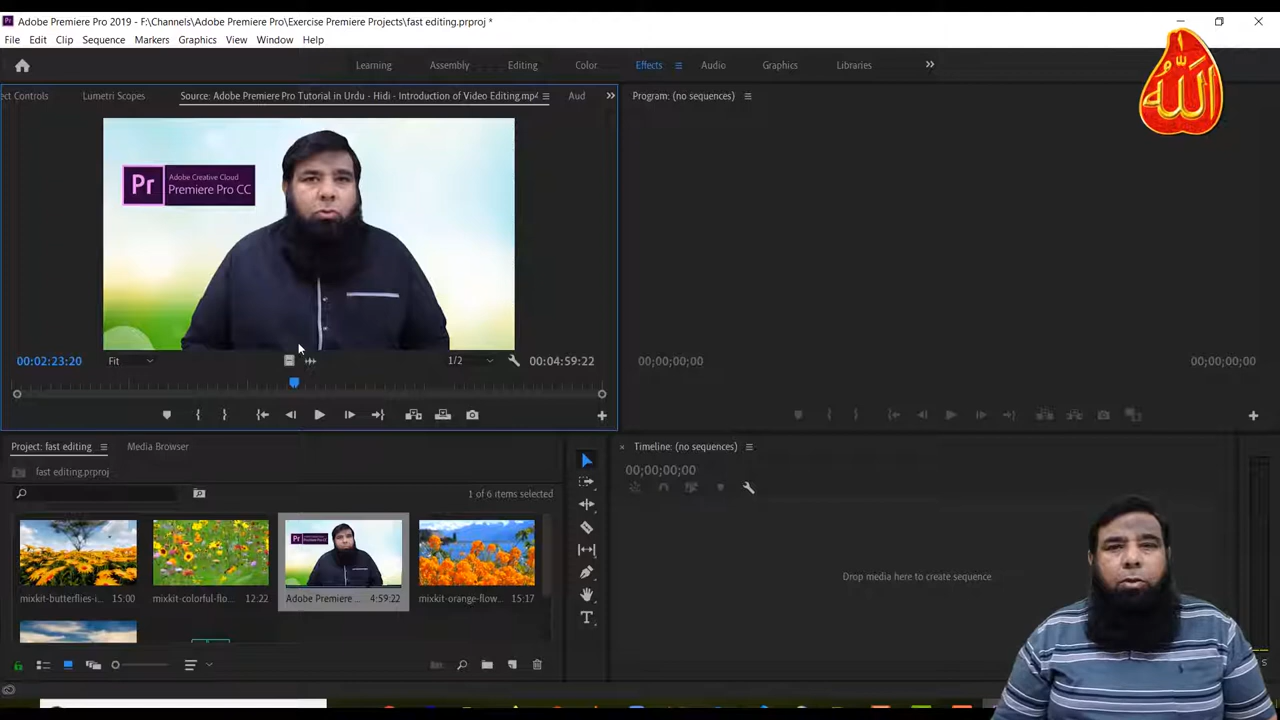 Adobe Premiere Pro 2019 - F:\Channels\Adobe Premiere Pro\Exercise Premiere Projects\fast editing.prproj *
File Edit Clip Sequence Markers Graphics View Window Help
Learning Assembly Editing Color Effects Audio Graphics Libraries
ect Controls Lumetri Scopes Source: Adobe Premiere Pro Tutorial in Urdu - Hidi - Introduction of Video Editing.mp4 Aud
Program: (no sequences)
الله
Pr Adobe Creative Cloud
Premiere Pro CC
00:02:23:20 Fit 1/2 00:04:59:22
00;00;00;00 00;00;00;00
Project: fast editing Media Browser
fast editing.prproj
1 of 6 items selected
mixkit-butterflies-i... 15:00
mixkit-colorful-flo... 12:22
Adobe Premiere ... 4:59:22
mixkit-orange-flow... 15:17
Timeline: (no sequences)
00;00;00;00
Drop media here to create sequence.